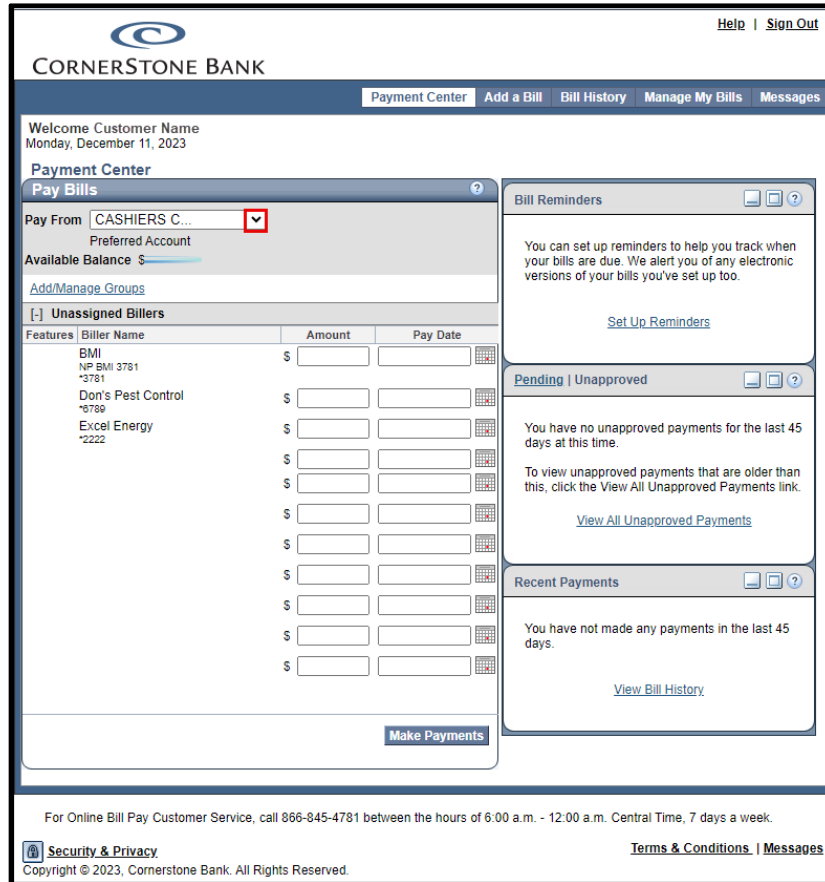 Help | Sign Out
CORNERSTONE BANK
Payment Center Add a Bill Bill History Manage My Bills Messages
Welcome Customer Name
Monday, December 11, 2023
Payment Center
Pay Bills ?
Pay From CASHIERS C...
Preferred Account
Available Balance $
Add/Manage Groups
[-] Unassigned Billers
Features Biller Name Amount Pay Date
BMI $
NP BMI 3781
*3781
Don's Pest Control $
*6789
Excel Energy $
*2222
$
$
$
$
$
$
$
$
Make Payments
Bill Reminders ?
You can set up reminders to help you track when
your bills are due. We alert you of any electronic
versions of your bills you've set up too.
Set Up Reminders
Pending | Unapproved ?
You have no unapproved payments for the last 45
days at this time.
To view unapproved payments that are older than
this, click the View All Unapproved Payments link.
View All Unapproved Payments
Recent Payments ?
You have not made any payments in the last 45
days.
View Bill History
For Online Bill Pay Customer Service, call 866-845-4781 between the hours of 6:00 a.m. - 12:00 a.m. Central Time, 7 days a week.
Security & Privacy Terms & Conditions | Messages
Copyright © 2023, Cornerstone Bank. All Rights Reserved.